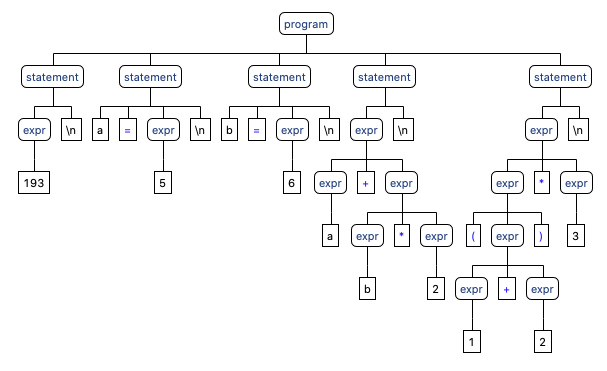 program
statement statement statement statement statement
expr \n a = expr \n b = expr \n expr \n expr \n
193 5 6 expr + expr expr * expr
a expr * expr ( expr ) 3
b 2 expr + expr
1 2